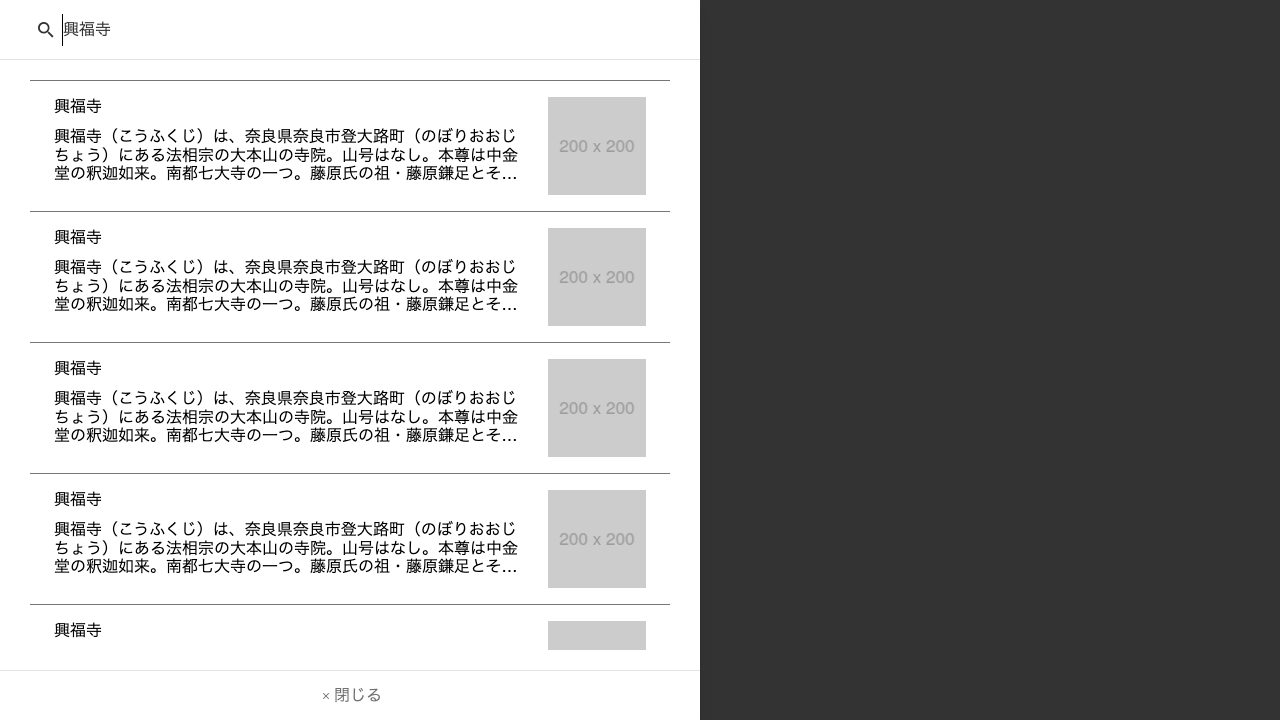 興福寺
興福寺
興福寺（こうふくじ）は、奈良県奈良市登大路町（のぼりおおじ
ちょう）にある法相宗の大本山の寺院。山号はなし。本尊は中金
堂の釈迦如来。南都七大寺の一つ。藤原氏の祖・藤原鎌足とそ…
200 x 200
興福寺
興福寺（こうふくじ）は、奈良県奈良市登大路町（のぼりおおじ
ちょう）にある法相宗の大本山の寺院。山号はなし。本尊は中金
堂の釈迦如来。南都七大寺の一つ。藤原氏の祖・藤原鎌足とそ…
200 x 200
興福寺
興福寺（こうふくじ）は、奈良県奈良市登大路町（のぼりおおじ
ちょう）にある法相宗の大本山の寺院。山号はなし。本尊は中金
堂の釈迦如来。南都七大寺の一つ。藤原氏の祖・藤原鎌足とそ…
200 x 200
興福寺
興福寺（こうふくじ）は、奈良県奈良市登大路町（のぼりおおじ
ちょう）にある法相宗の大本山の寺院。山号はなし。本尊は中金
堂の釈迦如来。南都七大寺の一つ。藤原氏の祖・藤原鎌足とそ…
200 x 200
興福寺
× 閉じる